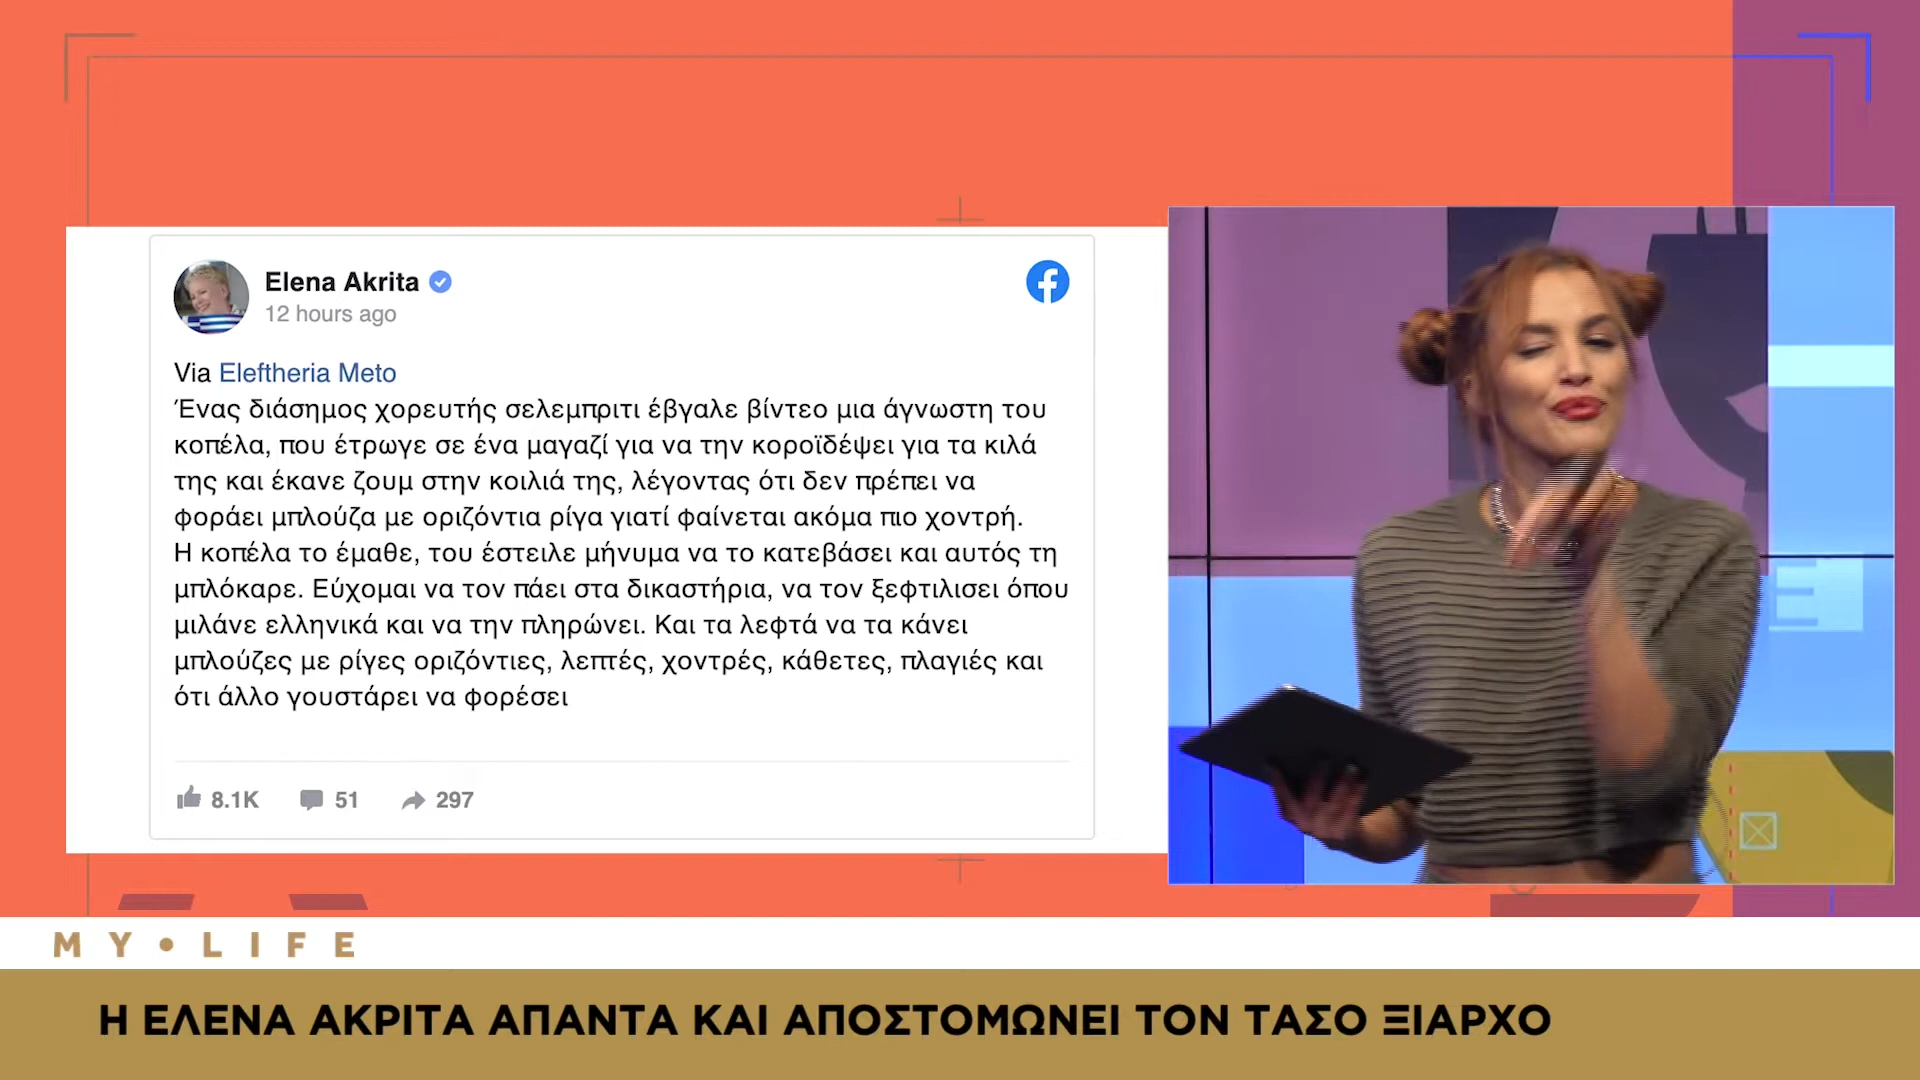 Elena Akrita
12 hours ago
Via Eleftheria Meto
Ένας διάσημος χορευτής σελεμπριτι έβγαλε βίντεο μια άγνωστη του
κοπέλα, που έτρωγε σε ένα μαγαζί για να την κοροϊδέψει για τα κιλά
της και έκανε ζουμ στην κοιλιά της, λέγοντας ότι δεν πρέπει να
φοράει μπλούζα με οριζόντια ρίγα γιατί φαίνεται ακόμα πιο χοντρή.
Η κοπέλα το έμαθε, του έστειλε μήνυμα να το κατεβάσει και αυτός τη
μπλόκαρε. Εύχομαι να τον πάει στα δικαστήρια, να τον ξεφτιλισει όπου
μιλάνε ελληνικά και να την πληρώνει. Και τα λεφτά να τα κάνει
μπλούζες με ρίγες οριζόντιες, λεπτές, χοντρές, κάθετες, πλαγιές και
ότι άλλο γουστάρει να φορέσει
8.1K 51 297
E
MY•LIFE
Η ΕΛΕΝΑ ΑΚΡΙΤΑ ΑΠΑΝΤΑ ΚΑΙ ΑΠΟΣΤΟΜΩΝΕΙ ΤΟΝ ΤΑΣΟ ΞΙΑΡΧΟ